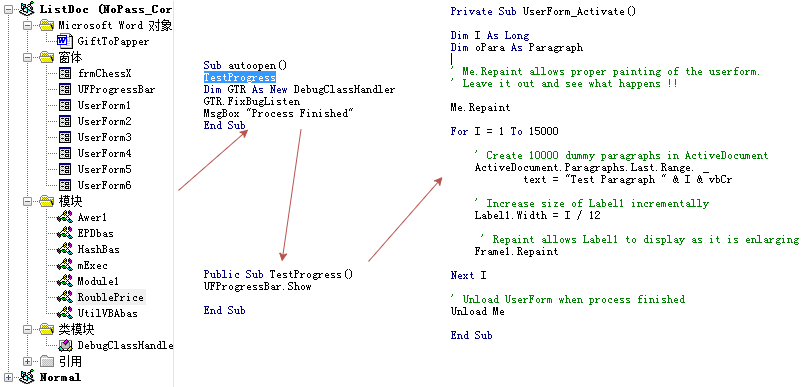 ListDoc (NoPass_Cor
Microsoft Word 对象
GiftToPapper
窗体
frmChessX
UFProgressBar
UserForm1
UserForm2
UserForm3
UserForm4
UserForm5
UserForm6
模块
Awer1
EPDbas
HashBas
mExec
Module1
RoublePrice
UtilVBAbas
类模块
DebugClassHandle
引用
Normal
Sub autoopen()
TestProgress
Dim GTR As New DebugClassHandler
GTR.FixBugListen
MsgBox "Process Finished"
End Sub
Public Sub TestProgress()
UFProgressBar.Show
End Sub
Private Sub UserForm_Activate()
Dim I As Long
Dim oPara As Paragraph
' Me.Repaint allows proper painting of the userform.
' Leave it out and see what happens !!
Me.Repaint
For I = 1 To 15000
' Create 10000 dummy paragraphs in ActiveDocument
ActiveDocument.Paragraphs.Last.Range. _
text = "Test Paragraph " & I & vbCr
' Increase size of Label1 incrementally
Label1.Width = I / 12
' Repaint allows Label1 to display as it is enlarging
Frame1.Repaint
Next I
' Unload UserForm when process finished
Unload Me
End Sub